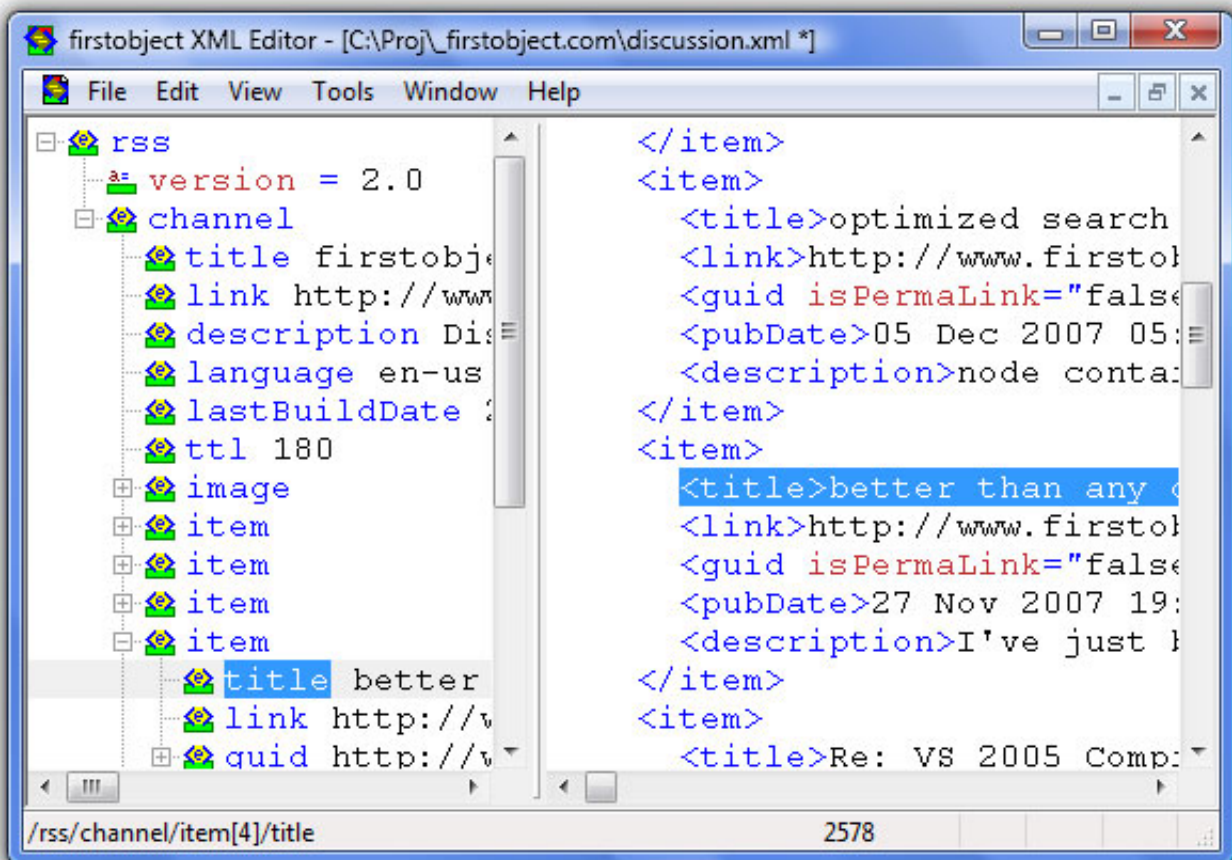 firstobject XML Editor - [C:\Proj\_firstobject.com\discussion.xml *]
File Edit View Tools Window Help
rss
version = 2.0
channel
title
link http://www
description
language en-us
lastBuildDate
ttl 180
image
item
item
item
item
title better
link http://
guid http://
</item>
<item>
<title>optimized search
<link>http://www.firstob
<guid isPermaLink="false
<pubDate>05 Dec 2007 05:
<description>node
</item>
<item>
<title>better than any
<link>http://www.firstob
<guid isPermaLink="false
<pubDate>27 Nov 2007 19:
<description>I've just
</item>
<item>
<title>Re: VS 2005
/rss/channel/item[4]/title
2578